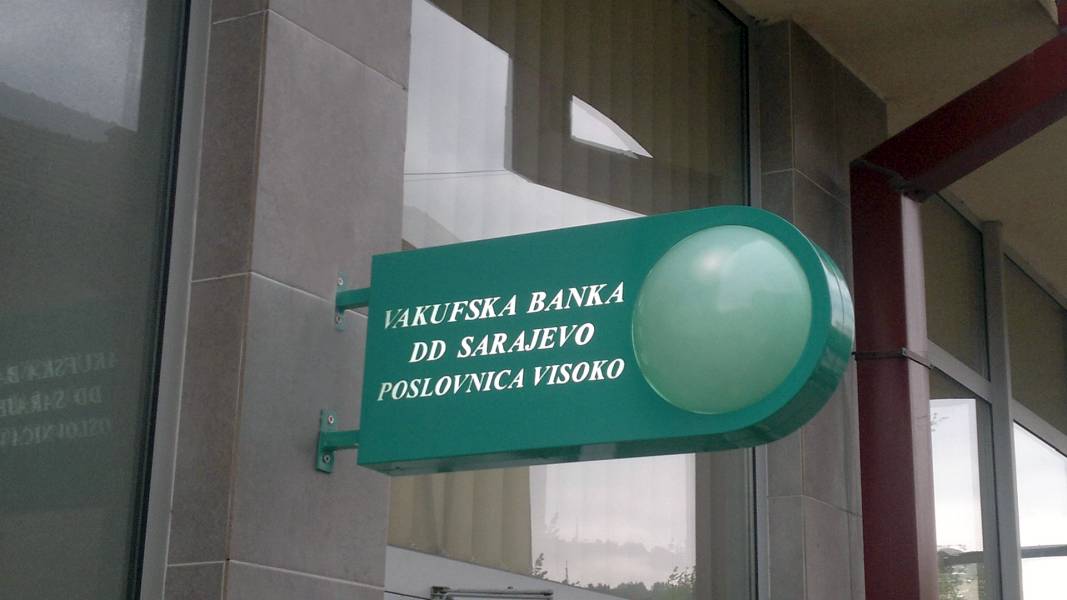 VAKUFSKA BANKA
DD SARAJEVO
POSLOVNICA VISOKO